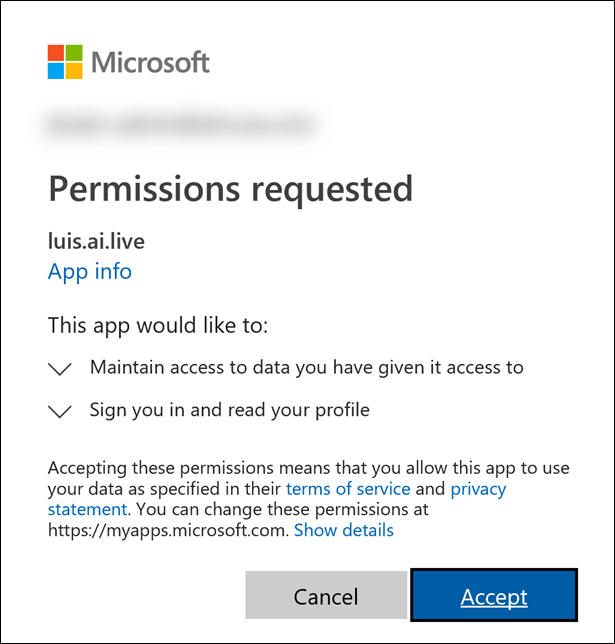 Microsoft
Permissions requested
luis.ai.live
App info
This app would like to:
Maintain access to data you have given it access to
Sign you in and read your profile
Accepting these permissions means that you allow this app to use
your data as specified in their terms of service and privacy
statement. You can change these permissions at
https://myapps.microsoft.com. Show details
Cancel
Accept